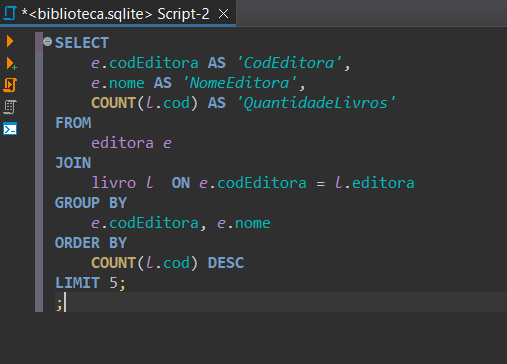 *<biblioteca.sqlite> Script-2
SELECT
e.codEditora AS 'CodEditora',
e.nome AS 'NomeEditora',
COUNT(l.cod) AS 'QuantidadeLivros'
FROM
editora e
JOIN
livro l  ON e.codEditora = l.editora
GROUP BY
e.codEditora, e.nome
ORDER BY
COUNT(l.cod) DESC
LIMIT 5;
;